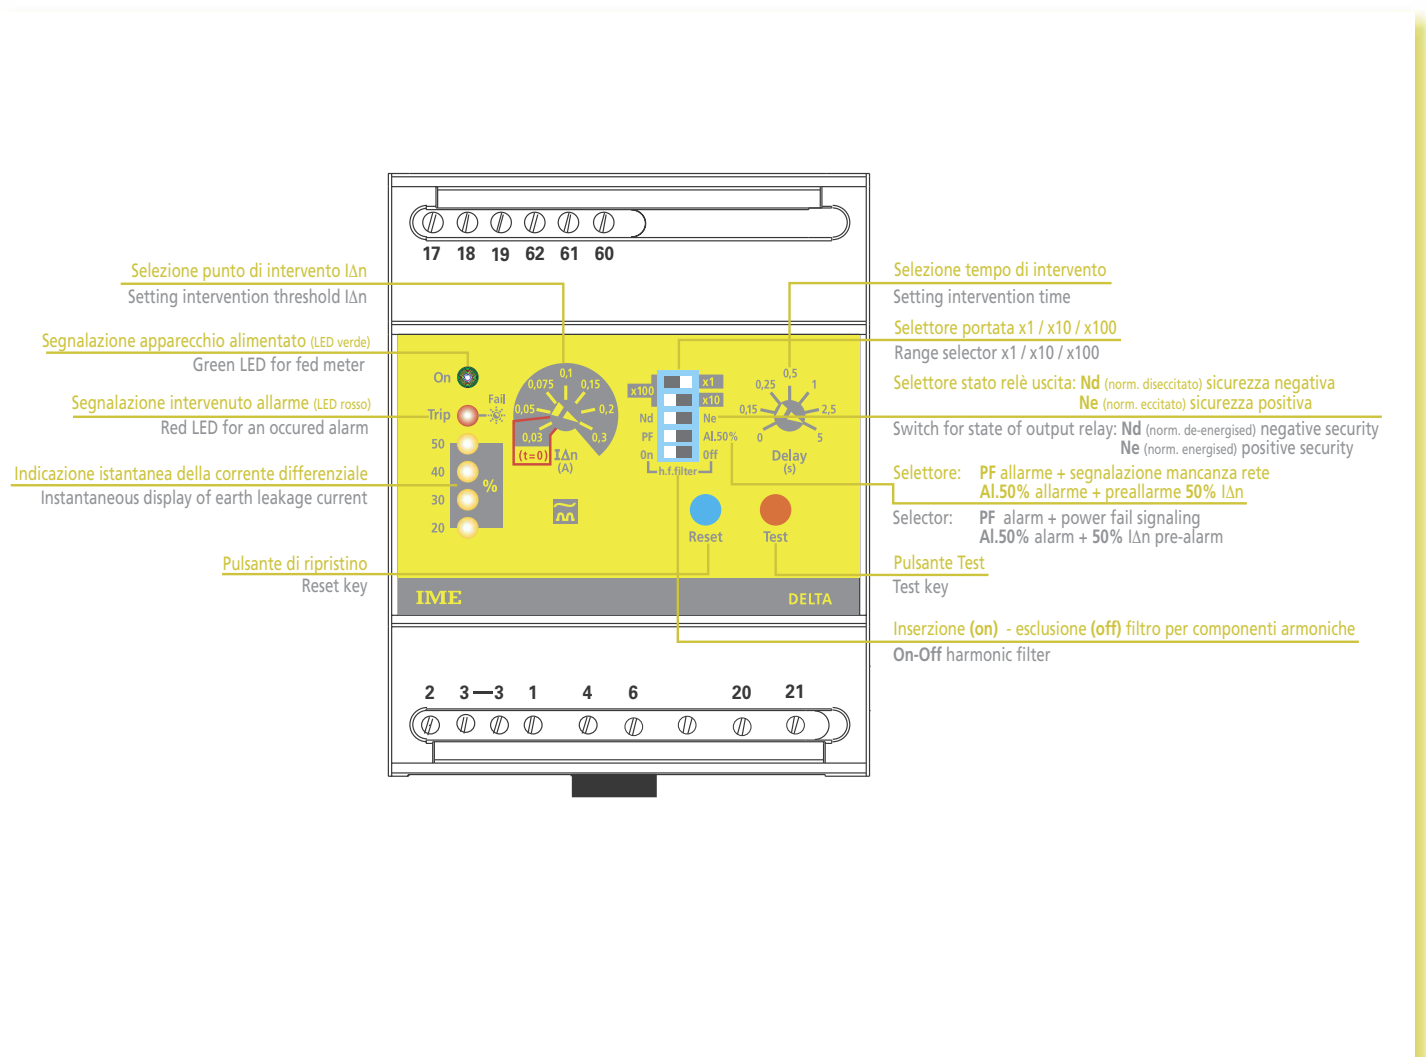 17 18 19 62 61 60
Selezione punto di intervento I∆n
Setting intervention threshold I∆n
Segnalazione apparecchio alimentato (LED verde)
Green LED for fed meter
Segnalazione intervenuto allarme (LED rosso)
Red LED for an occured alarm
Indicazione istantanea della corrente differenziale
Instantaneous display of earth leakage current
Pulsante di ripristino
Reset key
On
Fail
Trip
50
40
30
20
%
0,1
0,075 0,15
0,05 0,2
0,03 0,3
(t=0)
I∆n
(A)
x100 x1
x10
Nd Ne
PF Al.50%
On Off
h.f.filter
0,5
0,25 1
0,15 2,5
0 5
Delay
(s)
Reset Test
IME DELTA
Selezione tempo di intervento
Setting intervention time
Selettore portata x1 / x10 / x100
Range selector x1 / x10 / x100
Selettore stato relè uscita: Nd (norm. diseccitato) sicurezza negativa
Ne (norm. eccitato) sicurezza positiva
Switch for state of output relay: Nd (norm. de-energised) negative security
Ne (norm. energised) positive security
Selettore: PF allarme + segnalazione mancanza rete
Al.50% allarme + preallarme 50% I∆n
Selector: PF alarm + power fail signaling
Al.50% alarm + 50% I∆n pre-alarm
Pulsante Test
Test key
Inserzione (on) - esclusione (off) filtro per componenti armoniche
On-Off harmonic filter
2 3—3 1 4 6 20 21